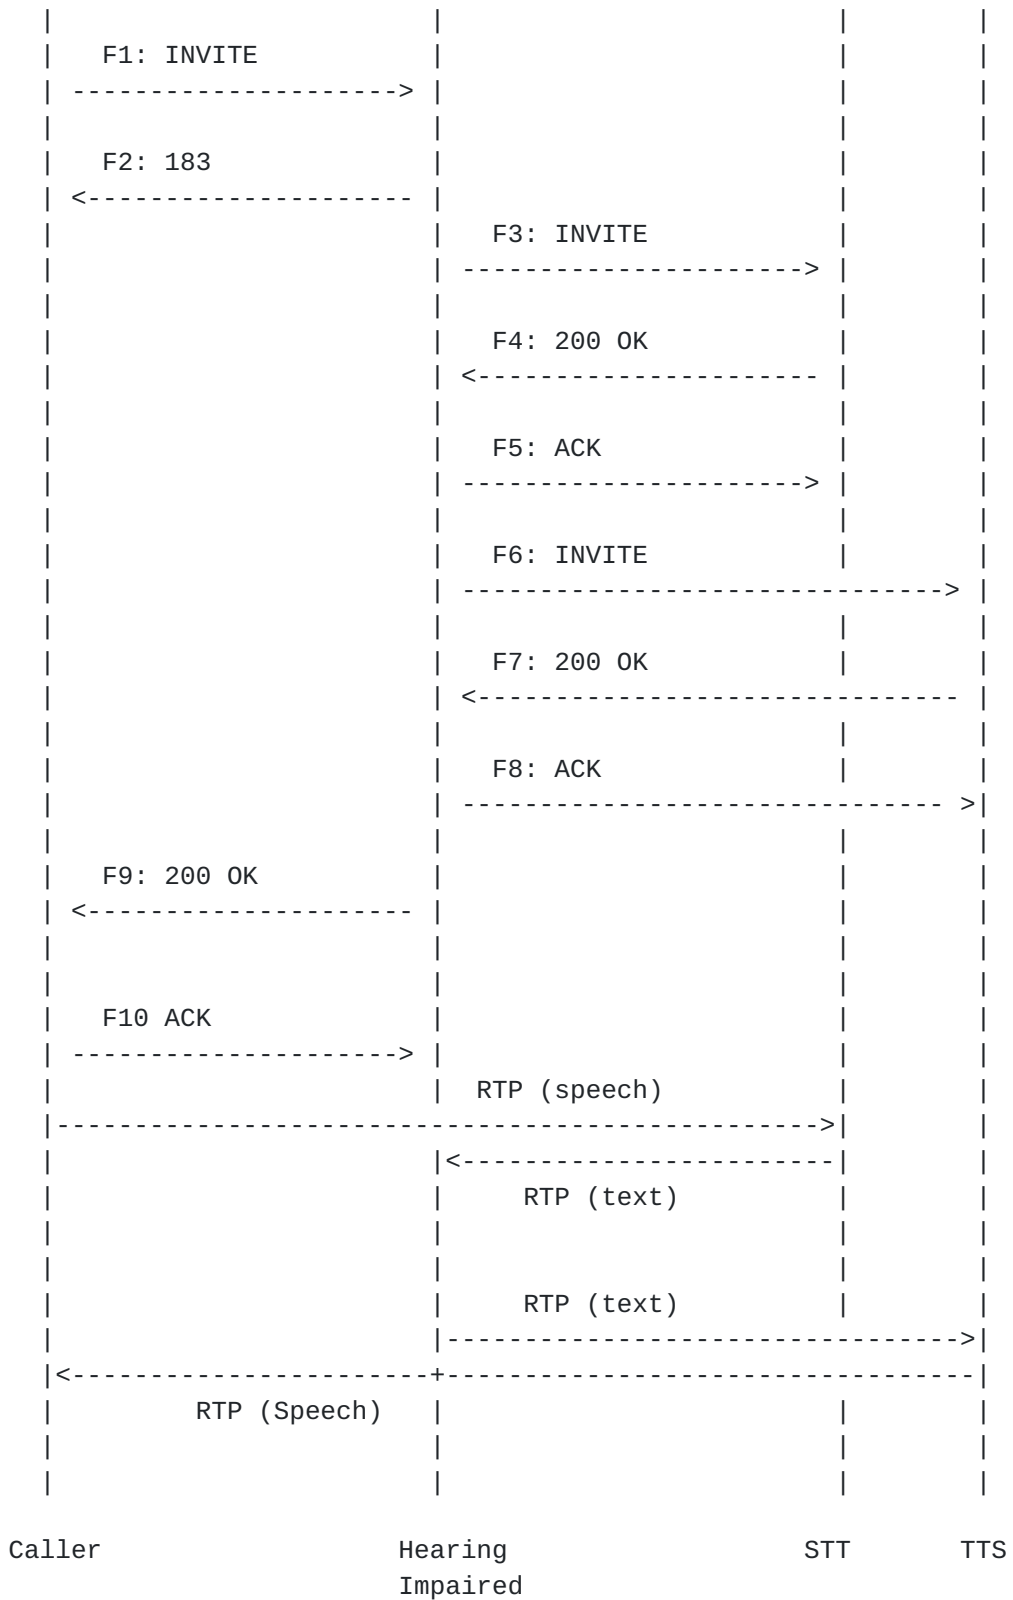 F1: INVITE
F2: 183
F3: INVITE
F4: 200 OK
F5: ACK
F6: INVITE
F7: 200 OK
F8: ACK
F9: 200 OK
F10 ACK
RTP (speech)
RTP (text)
RTP (text)
RTP (Speech)
Caller Hearing STT TTS
Impaired